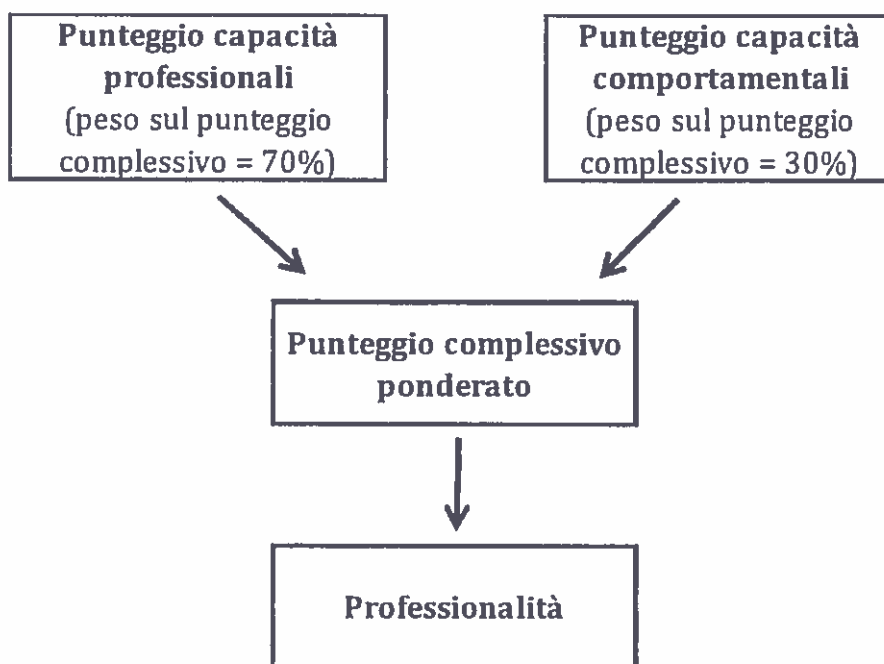 Punteggio capacità
professionali
(peso sul punteggio
complessivo = 70%)
Punteggio capacità
comportamentali
(peso sul punteggio
complessivo = 30%)
Punteggio complessivo
ponderato
Professionalità